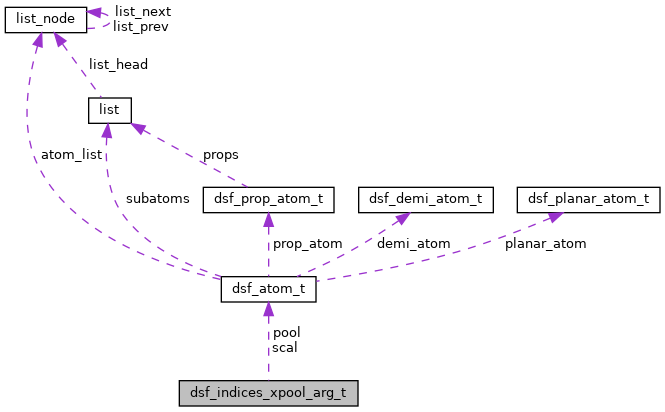 list_node
list_next
list_prev
list_head
list
atom_list
props
subatoms
dsf_prop_atom_t
dsf_demi_atom_t
dsf_planar_atom_t
prop_atom
demi_atom
planar_atom
dsf_atom_t
pool
scal
dsf_indices_xpool_arg_t